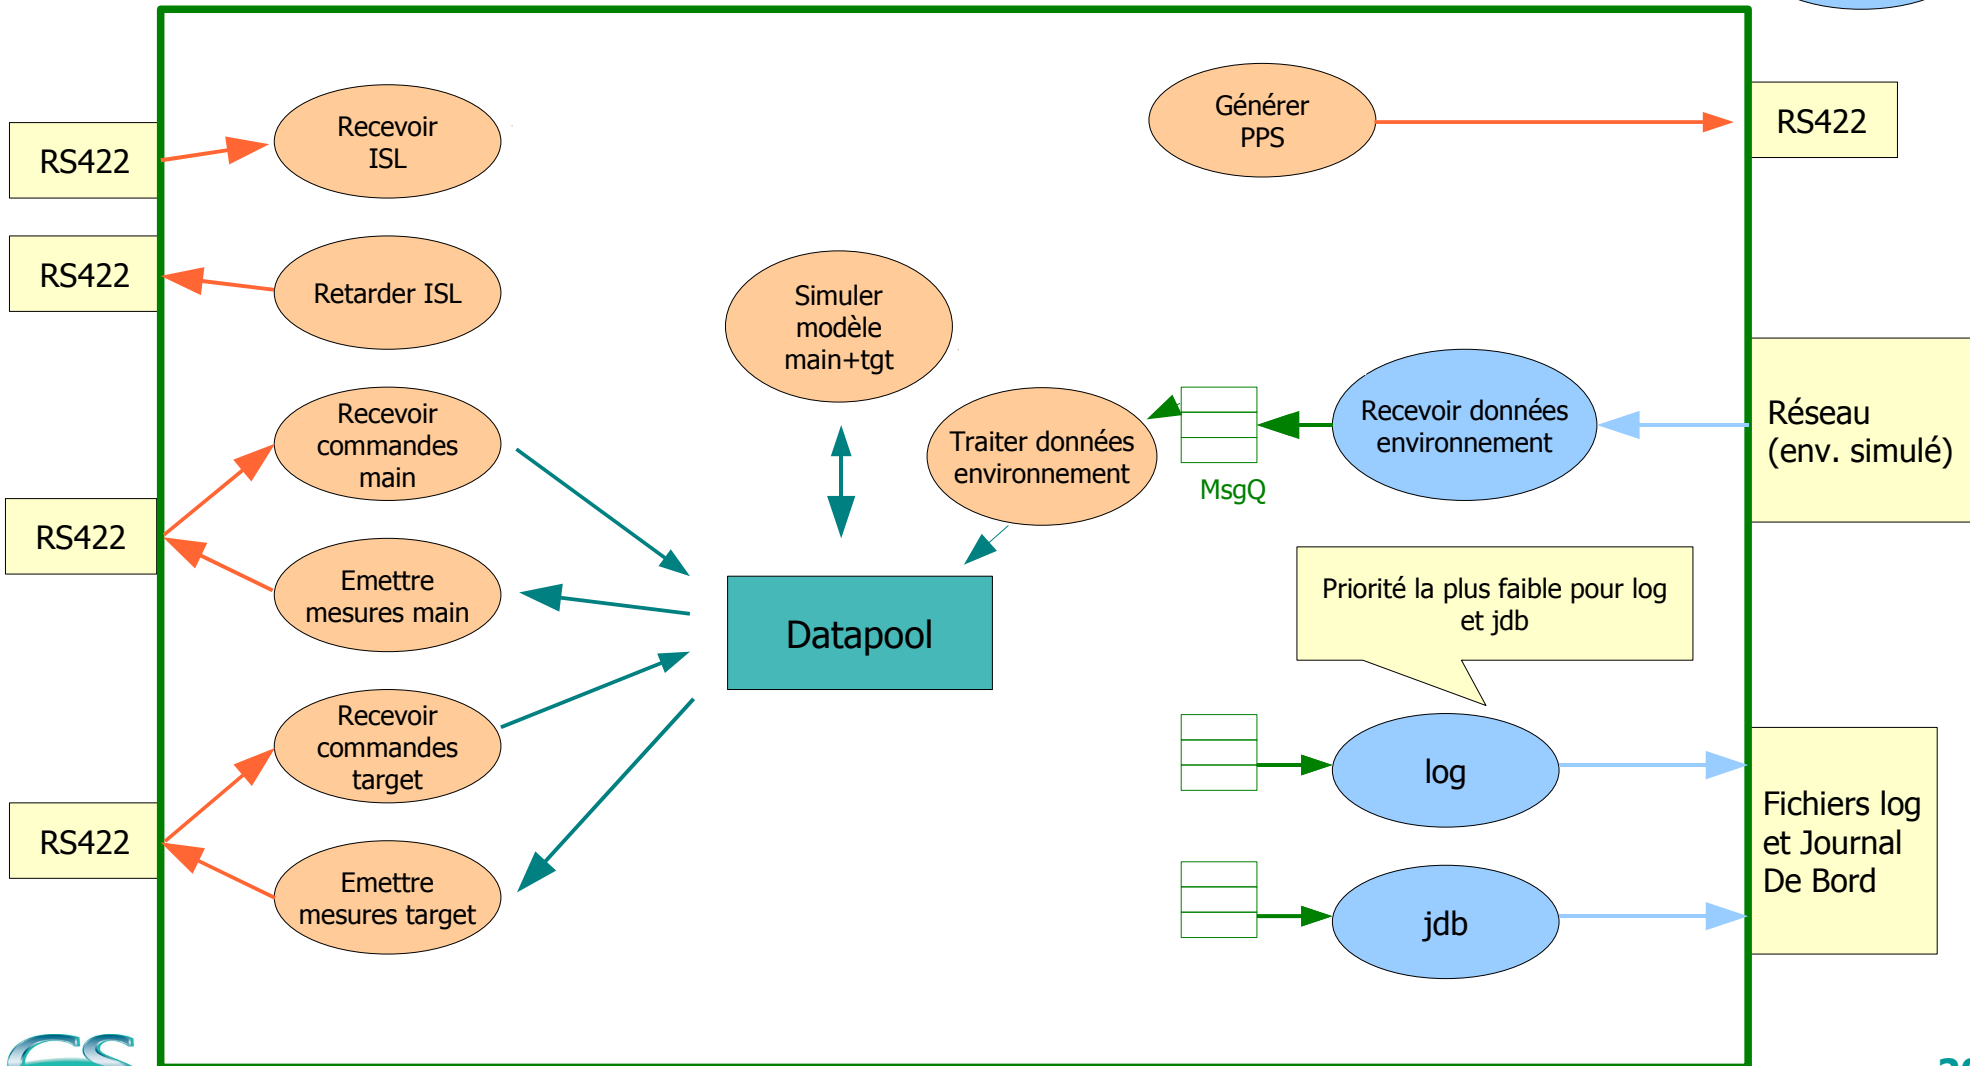 RS422
Recevoir
ISL
Générer
PPS
RS422
RS422
Retarder ISL
Simuler
modèle
main+tgt
Recevoir
commandes
main
Traiter données
environnement
MsgQ
Recevoir données
environnement
Réseau
(env. simulé)
RS422
Emettre
mesures main
Datapool
Priorité la plus faible pour log
et jdb
Recevoir
commandes
target
log
RS422
Emettre
mesures target
jdb
Fichiers log
et Journal
De Bord
CS